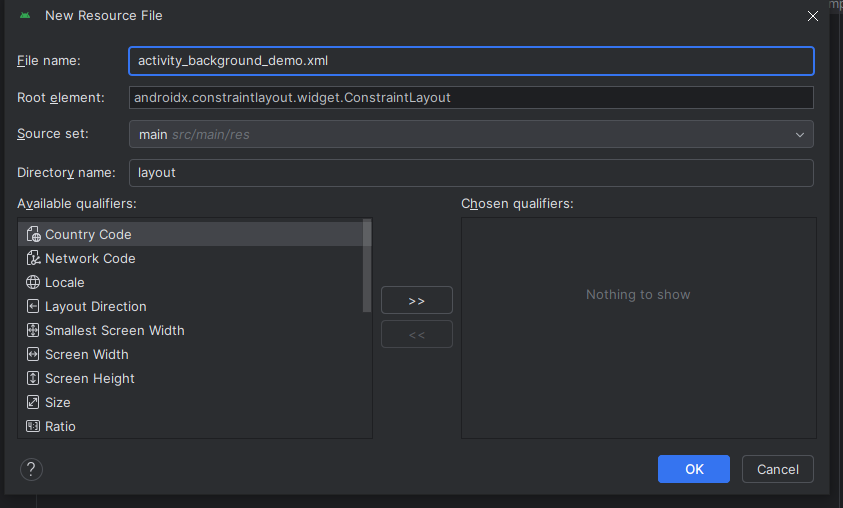 New Resource File
File name: activity_background_demo.xml
Root element: androidx.constraintlayout.widget.ConstraintLayout
Source set: main src/main/res
Directory name: layout
Available qualifiers:
Chosen qualifiers:
Country Code
Network Code
Locale
Layout Direction
Smallest Screen Width
Screen Width
Screen Height
Size
Ratio
>>
<<
Nothing to show
?
OK
Cancel